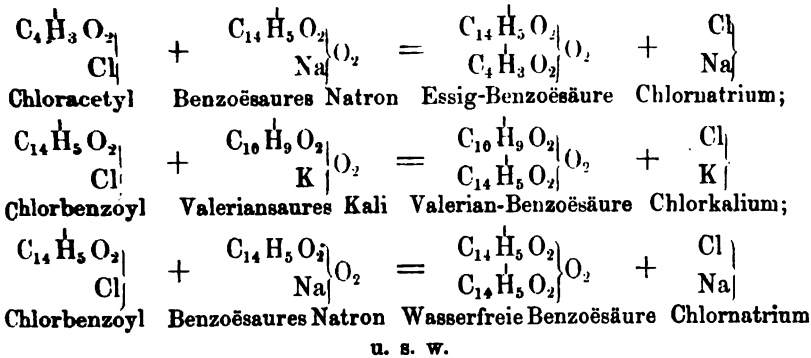 C₄H₃O₂ + C₁₄H₅O₂ = C₁₄H₅O₂ + Cl
Cl Na O₂ C₄H₃O₂ O₂ Na
Chloracetyl Benzoësaures Natron Essig-Benzoësäure Chlornatrium;
C₁₄H₅O₂ + C₁₀H₉O₂ = C₁₀H₉O₂ + Cl
Cl K O₂ C₁₄H₅O₂ O₂ K
Chlorbenzoyl Valeriansaures Kali Valerian-Benzoësäure Chlorkalium;
C₁₄H₅O₂ + C₁₄H₅O₂ = C₁₄H₅O₂ + Cl
Cl Na O₂ C₁₄H₅O₂ O₂ Na
Chlorbenzoyl Benzoësaures Natron Wasserfreie Benzoësäure Chlornatrium
u. s. w.